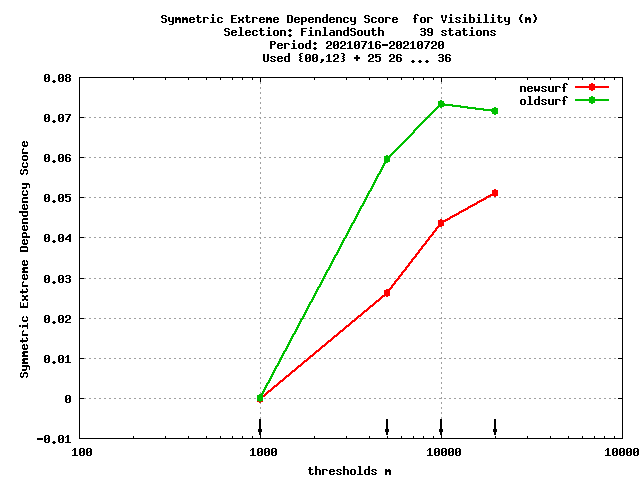 Symmetric Extreme Dependency Score  for Visibility (m)
Selection: FinlandSouth     39 stations
Period: 20210716-20210720
Used {00,12} + 25 26 ... 36
newsurf
oldsurf
0.08
0.07
0.06
0.05
0.04
0.03
0.02
0.01
0
-0.01
Symmetric Extreme Dependency Score
100 1000 10000 10000
thresholds m